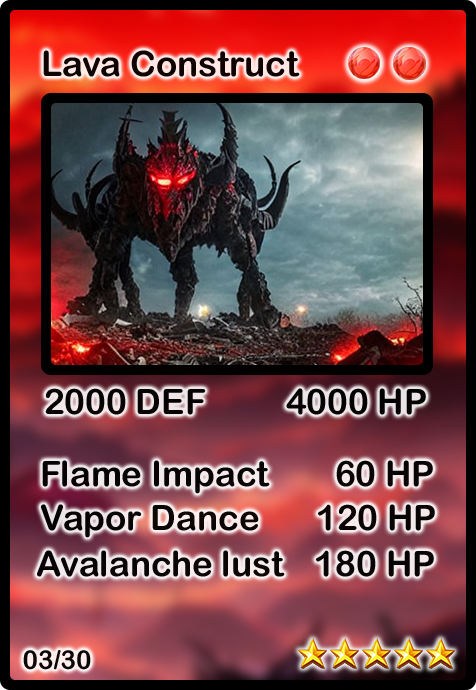 Lava Construct
2000 DEF 4000 HP
Flame Impact 60 HP
Vapor Dance 120 HP
Avalanche lust 180 HP
03/30